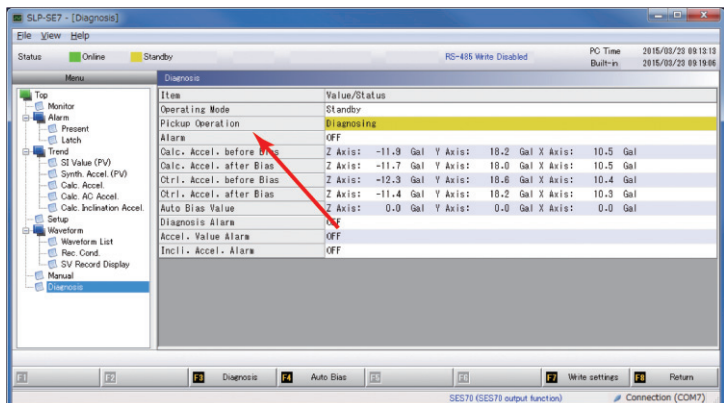 SLP-SE7 - [Diagnosis]
File View Help
Status Online Standby RS-485 Write Disabled PC Time 2015/03/23 09:13:13
Built-in 2015/03/23 09:19:06
Menu Diagnosis
Top
Monitor
Alarm
Present
Latch
Trend
SI Value (PV)
Synth. Accel. (PV)
Calc. Accel.
Calc. AC Accel.
Calc. Inclination Accel.
Setup
Waveform
Waveform List
Rec. Cond.
SV Record Display
Manual
Diagnosis
Item Value/Status
Operating Mode Standby
Pickup Operation Diagnosing
Alarm OFF
Calc. Accel. before Bias Z Axis: -11.9 Gal Y Axis: 18.2 Gal X Axis: 10.5 Gal
Calc. Accel. after Bias Z Axis: -11.7 Gal Y Axis: 18.0 Gal X Axis: 10.5 Gal
Ctrl. Accel. before Bias Z Axis: -12.3 Gal Y Axis: 18.6 Gal X Axis: 10.4 Gal
Ctrl. Accel. after Bias Z Axis: -11.4 Gal Y Axis: 18.2 Gal X Axis: 10.3 Gal
Auto Bias Value Z Axis: 0.0 Gal Y Axis: 0.0 Gal X Axis: 0.0 Gal
Diagnosis Alarm OFF
Accel. Value Alarm OFF
Incli. Accel. Alarm OFF
F1 F2 F3 Diagnosis F4 Auto Bias F5 F6 F7 Write settings F8 Return
SES70 (SES70 output function) Connection (COM7)